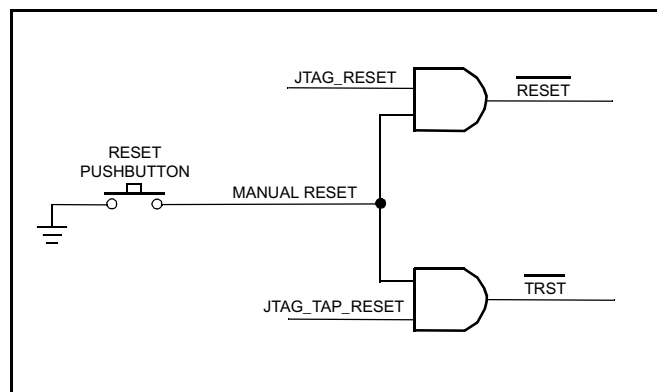 JTAG_RESET
RESET
RESET
PUSHBUTTON
MANUAL RESET
JTAG_TAP_RESET
TRST